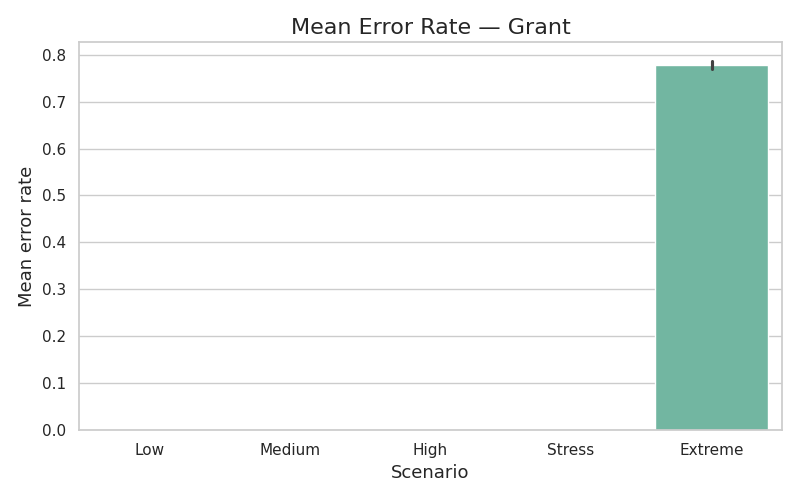 Mean Error Rate — Grant
0.8
0.7
0.6
0.5
0.4
0.3
0.2
0.1
0.0
Mean error rate
Low Medium High Stress Extreme
Scenario